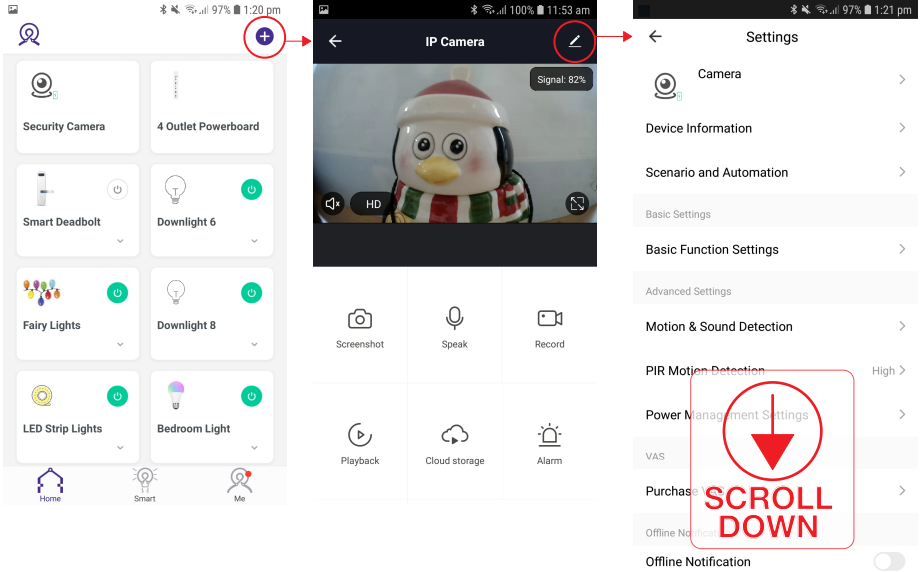 97% 1:20 pm
Security Camera
4 Outlet Powerboard
Smart Deadbolt
Downlight 6
Fairy Lights
Downlight 8
LED Strip Lights
Bedroom Light
Home
Smart
Me
100% 11:53 am
IP Camera
Signal: 82%
HD
Screenshot
Speak
Record
Playback
Cloud storage
Alarm
97% 1:21 pm
Settings
Camera
Device Information
Scenario and Automation
Basic Settings
Basic Function Settings
Advanced Settings
Motion & Sound Detection
PIR Motion Detection High
Power Management Settings
VAS
Purchase VAS
SCROLL
DOWN
Offline Notification
Offline Notification